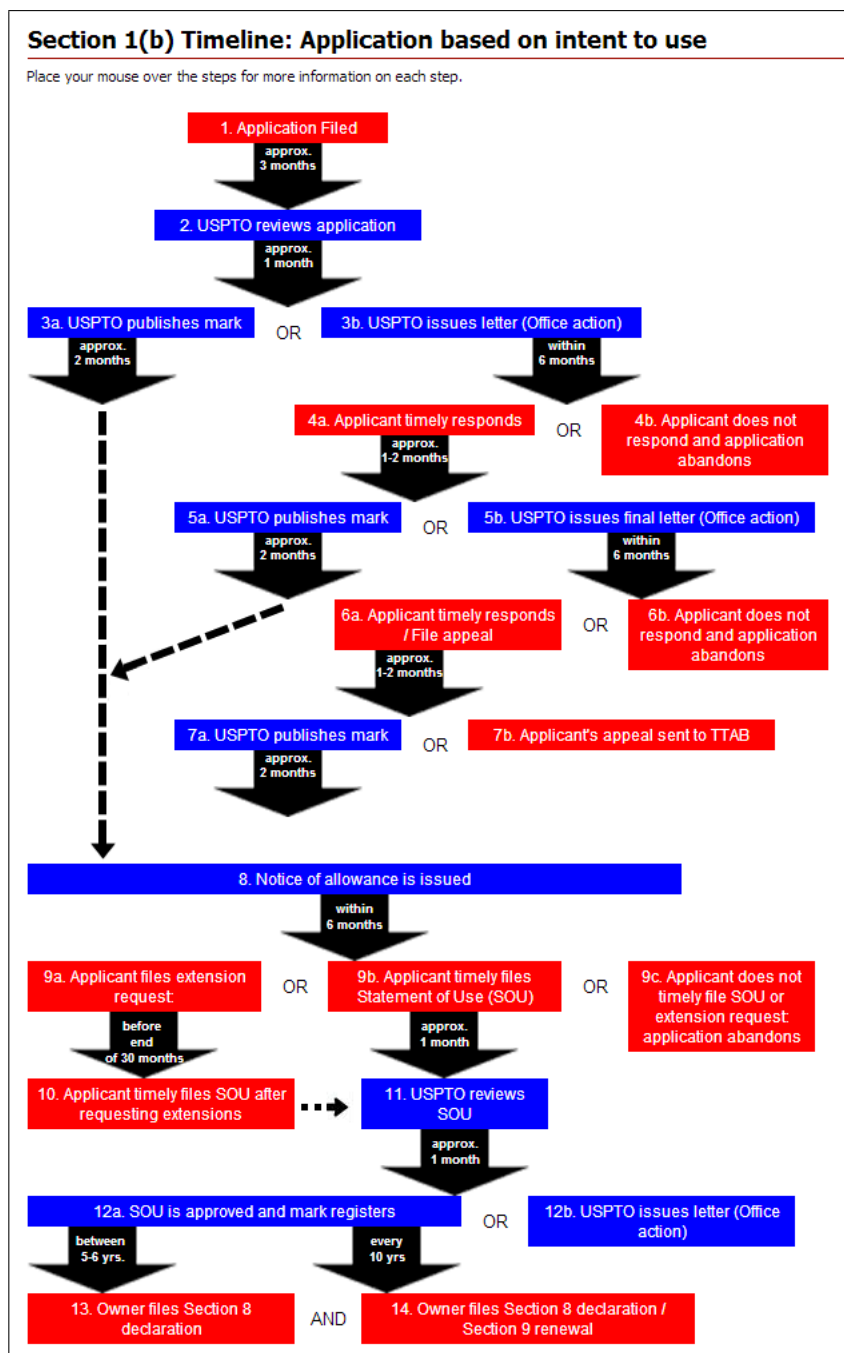 Section 1(b) Timeline: Application based on intent to use
Place your mouse over the steps for more information on each step.
1. Application Filed
approx.
3 months
2. USPTO reviews application
approx.
1 month
3a. USPTO publishes mark
OR
3b. USPTO issues letter (Office action)
approx.
2 months
within
6 months
4a. Applicant timely responds
OR
4b. Applicant does not
respond and application
abandons
approx.
1-2 months
5a. USPTO publishes mark
OR
5b. USPTO issues final letter (Office action)
approx.
2 months
within
6 months
6a. Applicant timely responds
/ File appeal
OR
6b. Applicant does not
respond and application
abandons
approx.
1-2 months
7a. USPTO publishes mark
OR
7b. Applicant's appeal sent to TTAB
approx.
2 months
8. Notice of allowance is issued
within
6 months
9a. Applicant files extension
request:
OR
9b. Applicant timely files
Statement of Use (SOU)
OR
9c. Applicant does not
timely file SOU or
extension request:
application abandons
before
end
of 30 months
approx.
1 month
10. Applicant timely files SOU after
requesting extensions
11. USPTO reviews
SOU
approx.
1 month
12a. SOU is approved and mark registers
OR
12b. USPTO issues letter (Office
action)
between
5-6 yrs.
every
10 yrs
13. Owner files Section 8
declaration
AND
14. Owner files Section 8 declaration /
Section 9 renewal